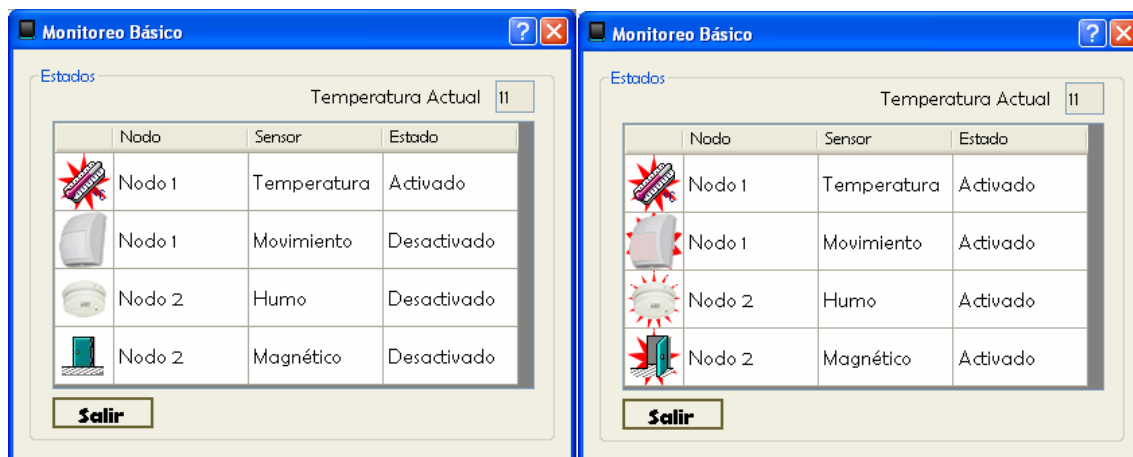 Monitoreo Básico
Estados
Temperatura Actual 11
Nodo Sensor Estado
Nodo 1 Temperatura Activado
Nodo 1 Movimiento Desactivado
Nodo 2 Humo Desactivado
Nodo 2 Magnético Desactivado
Salir
Monitoreo Básico
Estados
Temperatura Actual 11
Nodo Sensor Estado
Nodo 1 Temperatura Activado
Nodo 1 Movimiento Activado
Nodo 2 Humo Activado
Nodo 2 Magnético Activado
Salir